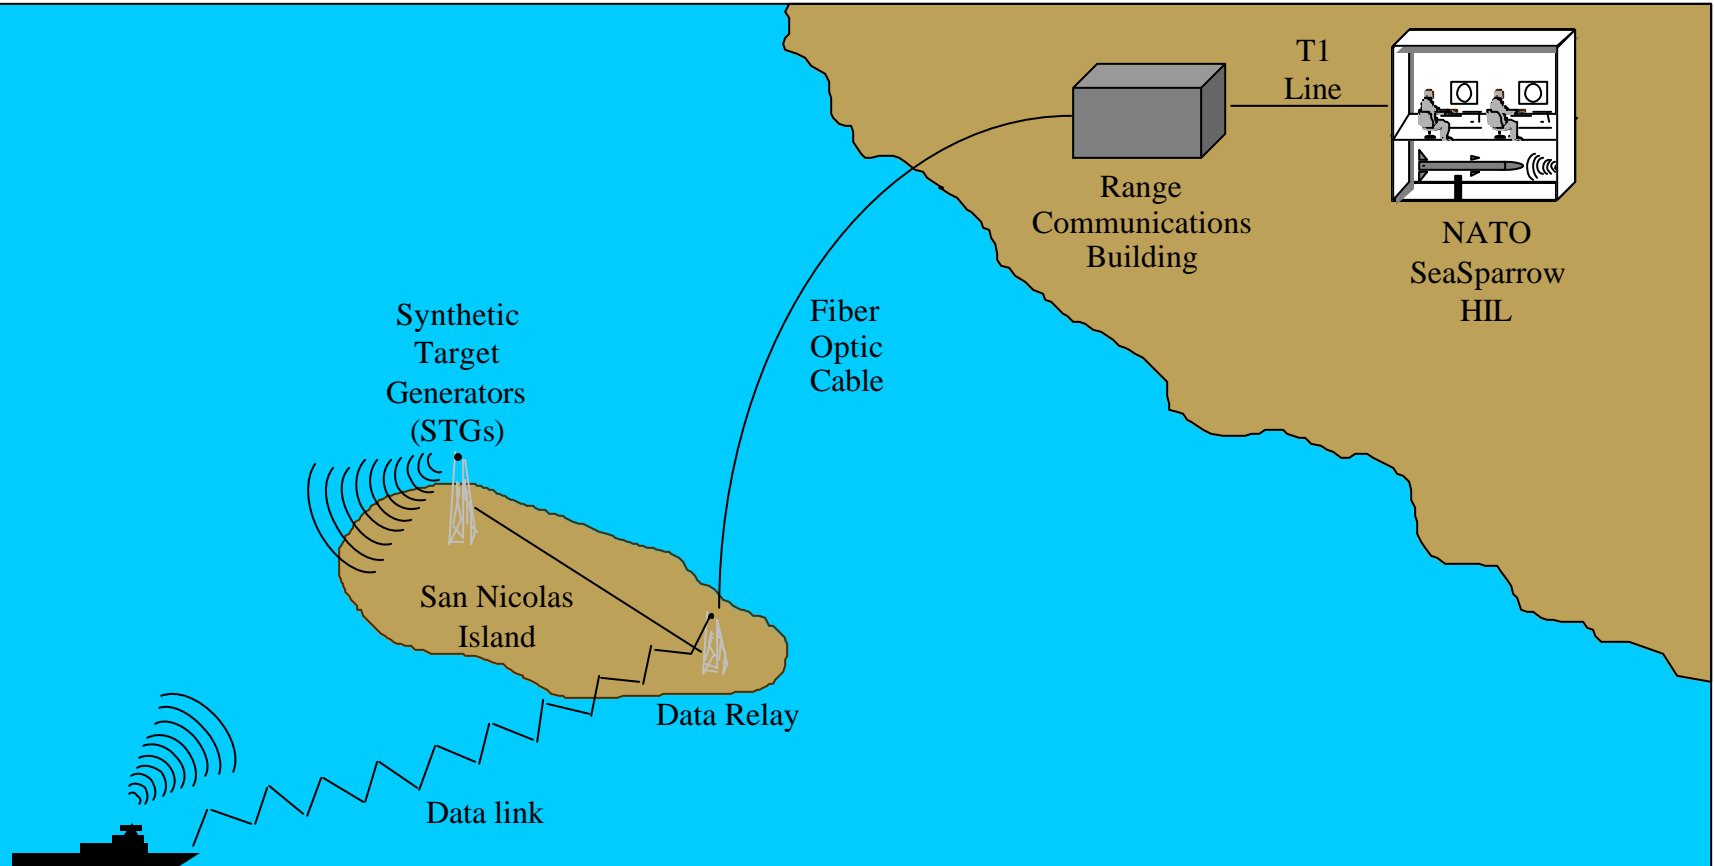 T1
Line
Range
Communications
Building
NATO
SeaSparrow
HIL
Fiber
Optic
Cable
Synthetic
Target
Generators
(STGs)
San Nicolas
Island
Data Relay
Data link